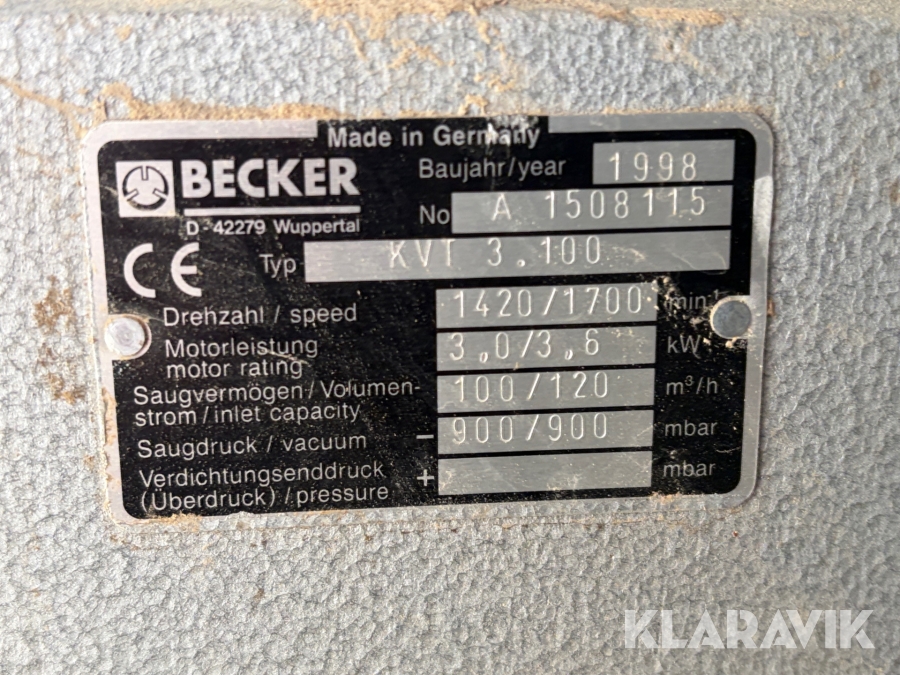 Made in Germany
BECKER
Baujahr/year 1998
D-42279 Wuppertal
No A 1508115
CE Typ KVT 3.100
Drehzahl / speed 1420/1700 min
Motorleistung
motor rating 3,0/3,6 kW
Saugvermögen/Volumen-
strom/inlet capacity 100/120 m³/h
Saugdruck / vacuum - 900/900 mbar
Verdichtungsenddruck
(Überdruck)/pressure + mbar
KLARAVIK